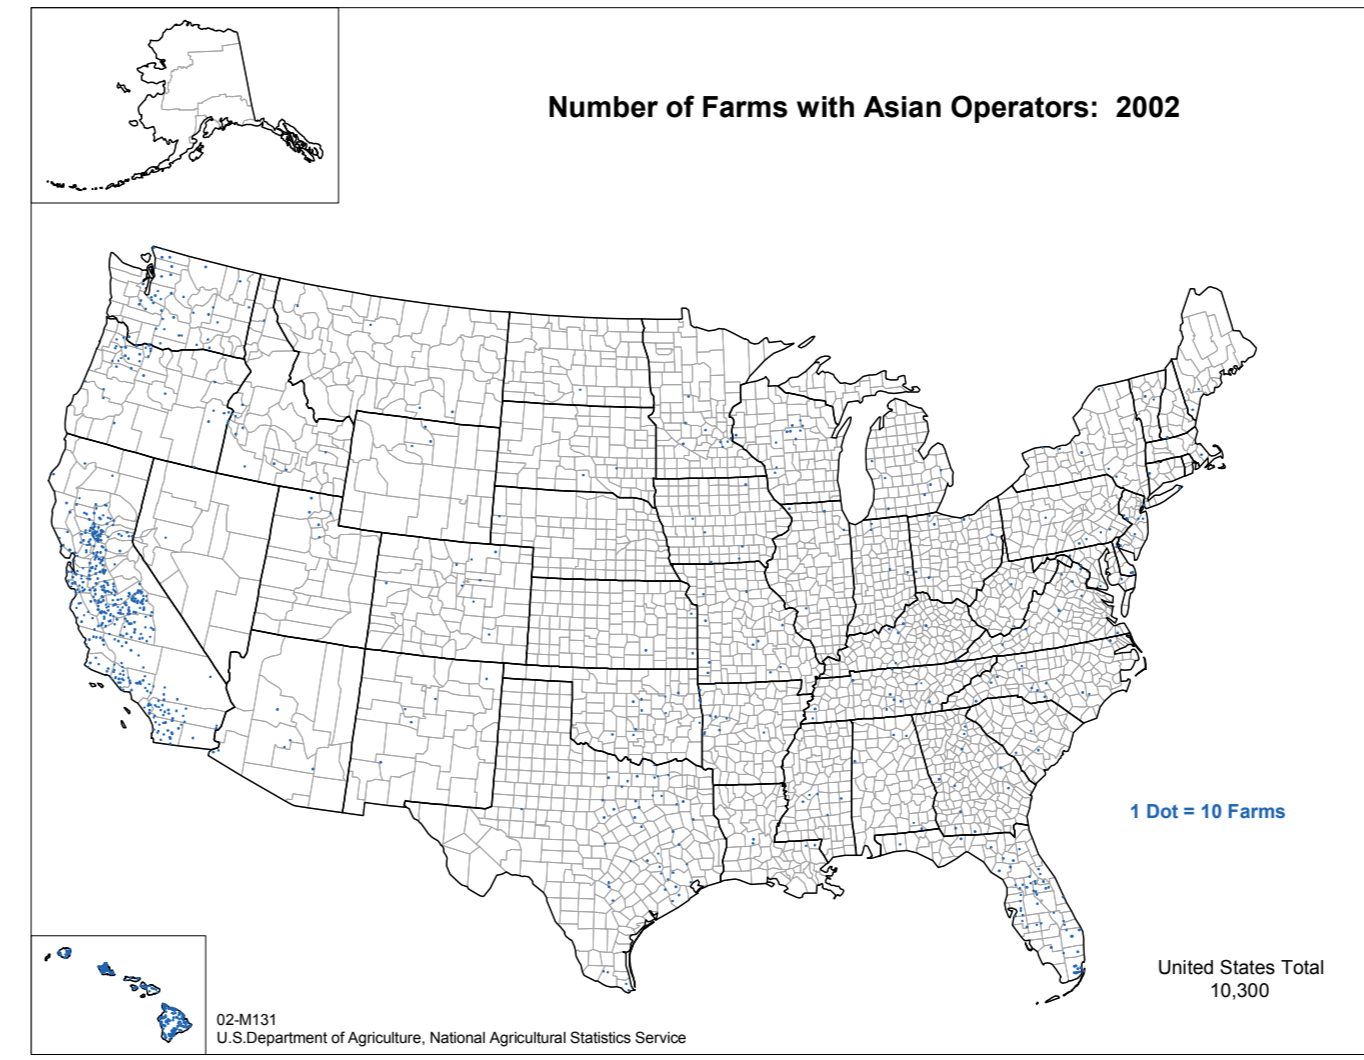 Number of Farms with Asian Operators: 2002
1 Dot = 10 Farms
United States Total
10,300
02-M131
U.S.Department of Agriculture, National Agricultural Statistics Service